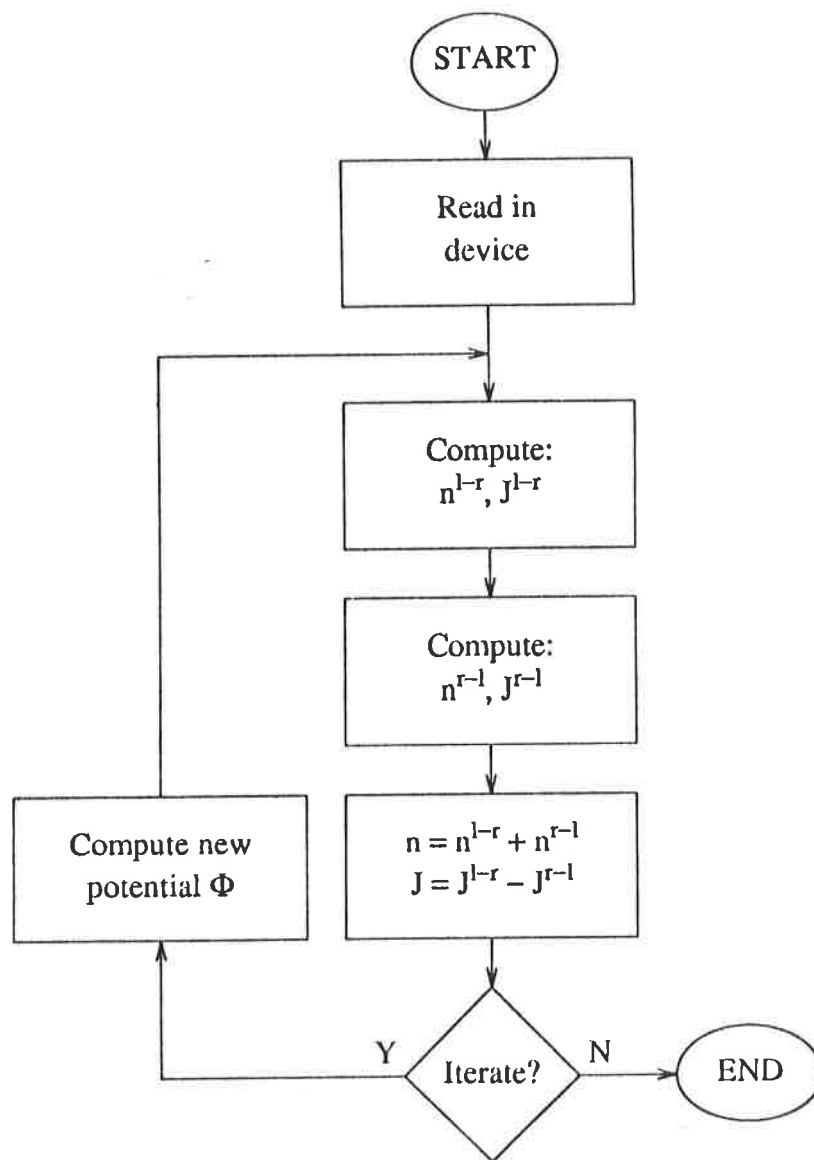 START
Read in
device
Compute:
n^{l–r}, J^{l–r}
Compute:
n^{r–l}, J^{r–l}
n = n^{l–r} + n^{r–l}
J = J^{l–r} – J^{r–l}
Compute new
potential Φ
Y
Iterate?
N
END